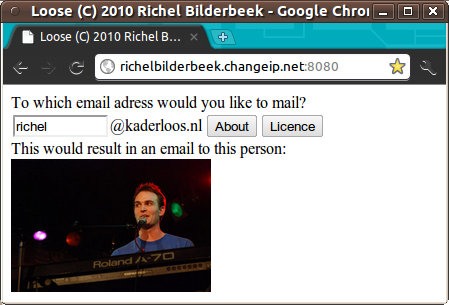 Loose (C) 2010 Richel Bilderbeek - Google Chrom
Loose (C) 2010 Richel B...
richelbilderbeek.changeip.net:8080
To which email adress would you like to mail?
richel @kaderloos.nl About Licence
This would result in an email to this person:
Roland A-70